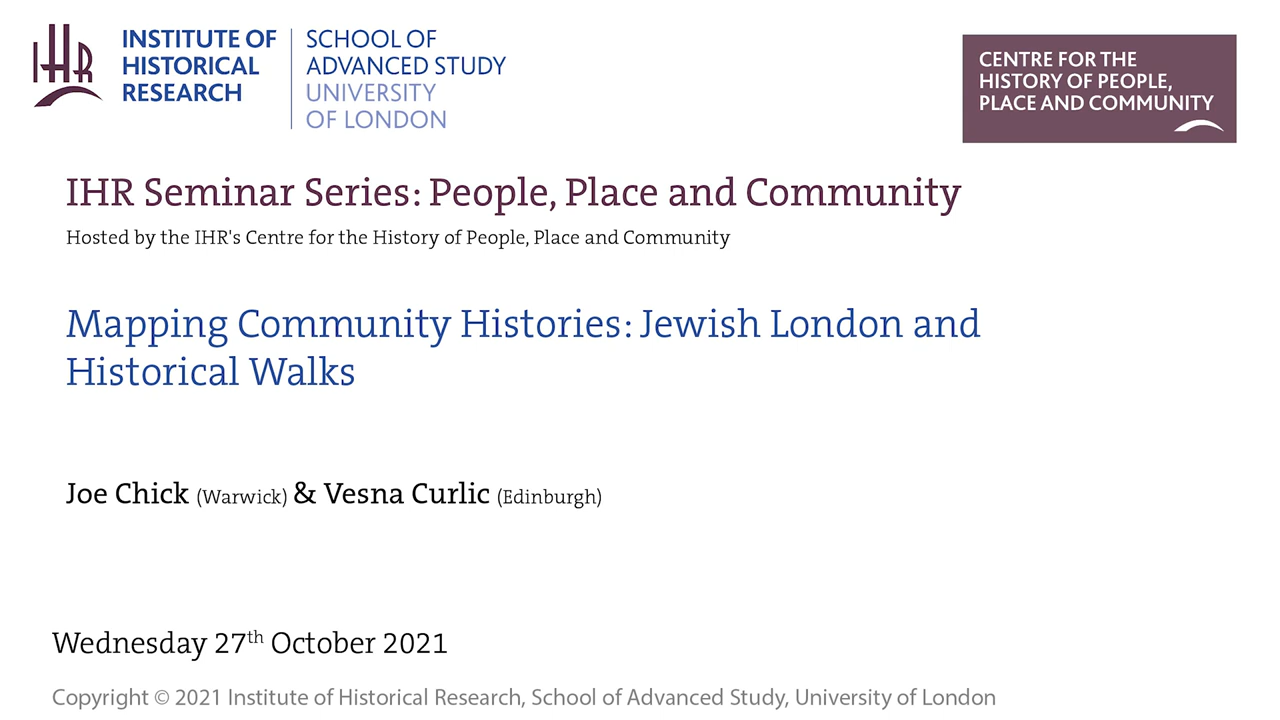 IHR
INSTITUTE OF
HISTORICAL
RESEARCH
SCHOOL OF
ADVANCED STUDY
UNIVERSITY
OF LONDON
CENTRE FOR THE
HISTORY OF PEOPLE,
PLACE AND COMMUNITY
IHR Seminar Series: People, Place and Community
Hosted by the IHR's Centre for the History of People, Place and Community
Mapping Community Histories: Jewish London and
Historical Walks
Joe Chick (Warwick) & Vesna Curlic (Edinburgh)
Wednesday 27th October 2021
Copyright © 2021 Institute of Historical Research, School of Advanced Study, University of London